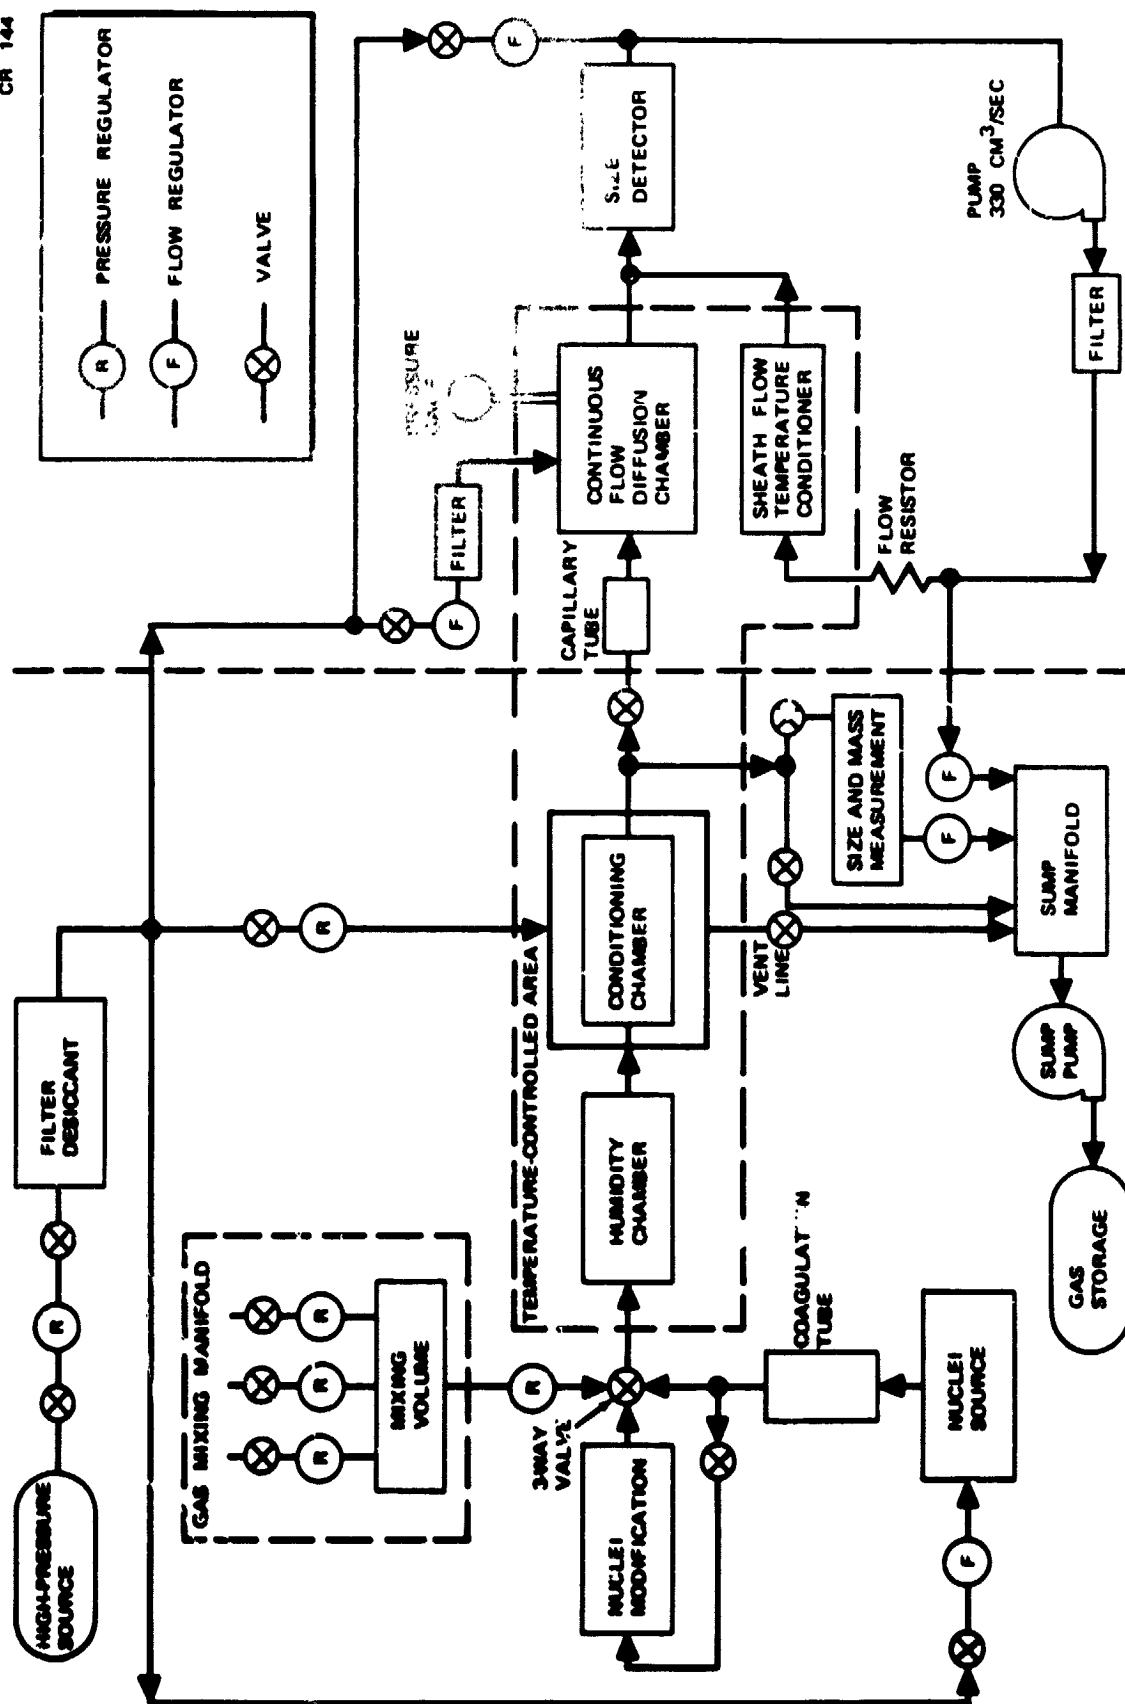 CR 144
R
PRESSURE REGULATOR
F
FLOW REGULATOR
VALVE
HIGH-PRESSURE
SOURCE
R
FILTER
DESICCANT
GAS MIXING MANIFOLD
R
R
R
MIXING
VOLUME
R
3-WAY
VALVE
NUCLEI
MODIFICATION
TEMPERATURE-CONTROLLED AREA
HUMIDITY
CHAMBER
R
CONDITIONING
CHAMBER
VENT
LINE
CAPILLARY
TUBE
F
FILTER
PRESSURE
CONTINUOUS
FLOW
DIFFUSION
CHAMBER
F
SIZE
DETECTOR
SHEATH FLOW
TEMPERATURE
CONDITIONER
FLOW
RESISTOR
PUMP
330 CM³/SEC
FILTER
SIZE AND MASS
MEASUREMENT
F
F
SUMP
MANIFOLD
SUMP
PUMP
GAS
STORAGE
TUBE
NUCLEI
SOURCE
F